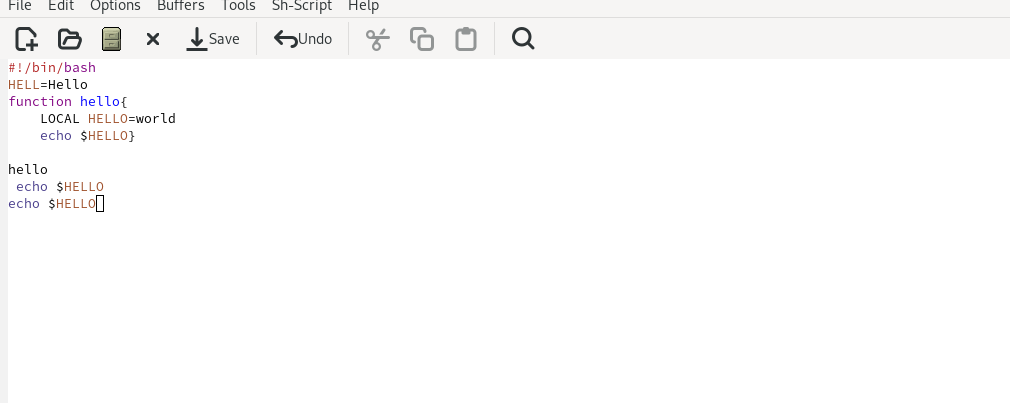 File Edit Options Buffers Tools Sh-Script Help
Save Undo
#!/bin/bash
HELL=Hello
function hello{
    LOCAL HELLO=world
    echo $HELLO}

hello
 echo $HELLO
echo $HELLO